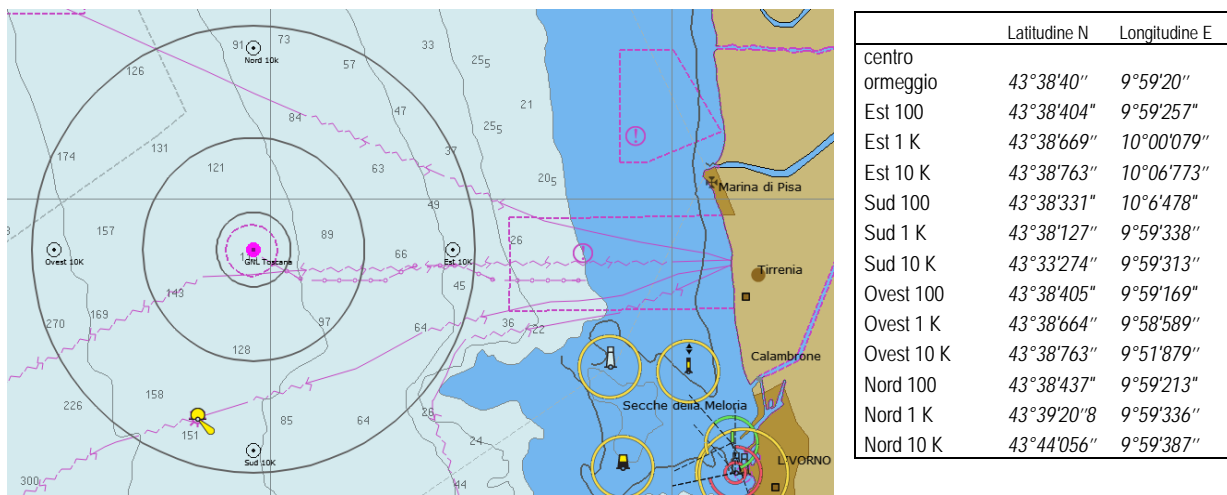 91
73
Nord 10k
33
25₅
126
57
47
21
84
25₅
131
37
174
121
63
20₅
Marina di Pisa
49
157
89
26
66
GNL Toscana
Ovest 10K
Est 10K
Tirrenia
143
45
270
169
97
64
36
22
128
Calambrone
158
226
85
64
26
Secche della Meloria
151
24
Sud 10K
LIVORNO
300
44
Latitudine N Longitudine E
centro
ormeggio 43°38'40'' 9°59'20''
Est 100 43°38'404" 9°59'257"
Est 1 K 43°38'669'' 10°00'079''
Est 10 K 43°38'763'' 10°06'773''
Sud 100 43°38'331" 10°6'478"
Sud 1 K 43°38'127'' 9°59'338''
Sud 10 K 43°33'274'' 9°59'313''
Ovest 100 43°38'405" 9°59'169"
Ovest 1 K 43°38'664'' 9°58'589''
Ovest 10 K 43°38'763'' 9°51'879''
Nord 100 43°38'437" 9°59'213"
Nord 1 K 43°39'20''8 9°59'336''
Nord 10 K 43°44'056'' 9°59'387''